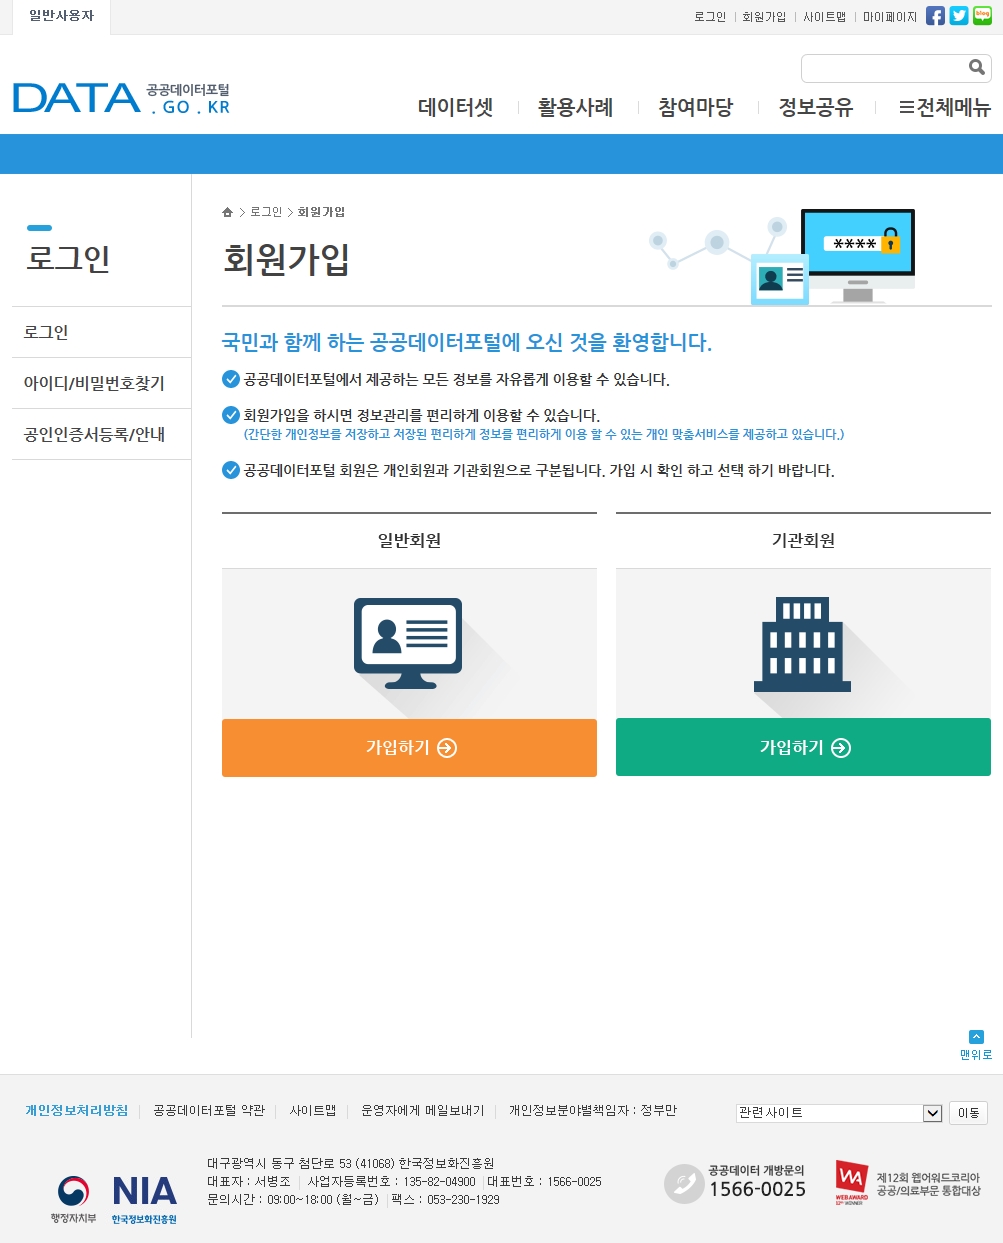 일반사용자
로그인 회원가입 사이트맵 마이페이지 blog
DATA 공공데이터포털
. GO . KR
데이터셋 활용사례 참여마당 정보공유 전체메뉴
로그인 회원가입
로그인
회원가입
****
로그인
아이디/비밀번호찾기
공인인증서등록/안내
국민과 함께 하는 공공데이터포털에 오신 것을 환영합니다.
공공데이터포털에서 제공하는 모든 정보를 자유롭게 이용할 수 있습니다.
회원가입을 하시면 정보관리를 편리하게 이용할 수 있습니다.
(간단한 개인정보를 저장하고 저장된 편리하게 정보를 편리하게 이용 할 수 있는 개인 맞춤서비스를 제공하고 있습니다.)
공공데이터포털 회원은 개인회원과 기관회원으로 구분됩니다. 가입 시 확인 하고 선택 하기 바랍니다.
일반회원
가입하기
기관회원
가입하기
맨위로
개인정보처리방침 공공데이터포털 약관 사이트맵 운영자에게 메일보내기 개인정보분야별책임자 : 정부만
관련사이트 이동
행정자치부
NIA
한국정보화진흥원
대구광역시 동구 첨단로 53 (41068) 한국정보화진흥원
대표자 : 서병조 사업자등록번호 : 135-82-04900 대표번호 : 1566-0025
문의시간 : 09:00~18:00 (월~금) 팩스 : 053-230-1929
공공데이터 개방문의
1566-0025
WA
WEB AWARD
12th WINNER
제12회 웹어워드코리아
공공/의료부문 통합대상